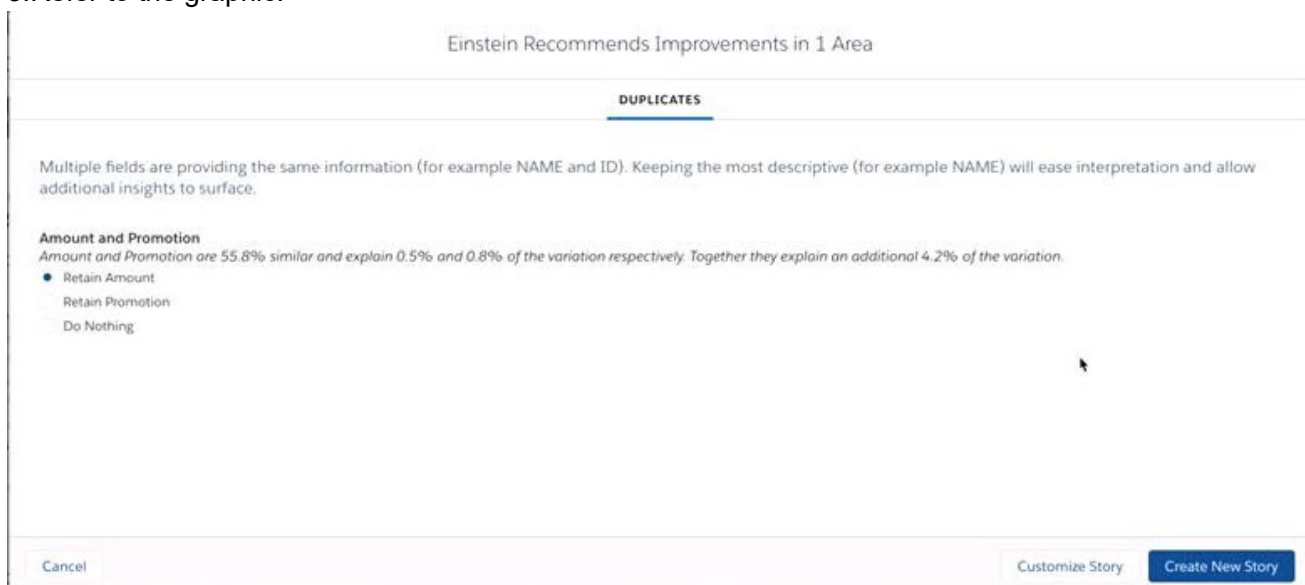 refer to the graphic.
Einstein Recommends Improvements in 1 Area
DUPLICATES
Multiple fields are providing the same information (for example NAME and ID). Keeping the most descriptive (for example NAME) will ease interpretation and allow
additional insights to surface.
Amount and Promotion
Amount and Promotion are 55.8% similar and explain 0.5% and 0.8% of the variation respectively. Together they explain an additional 4.2% of the variation.
Retain Amount
Retain Promotion
Do Nothing
Cancel
Customize Story
Create New Story